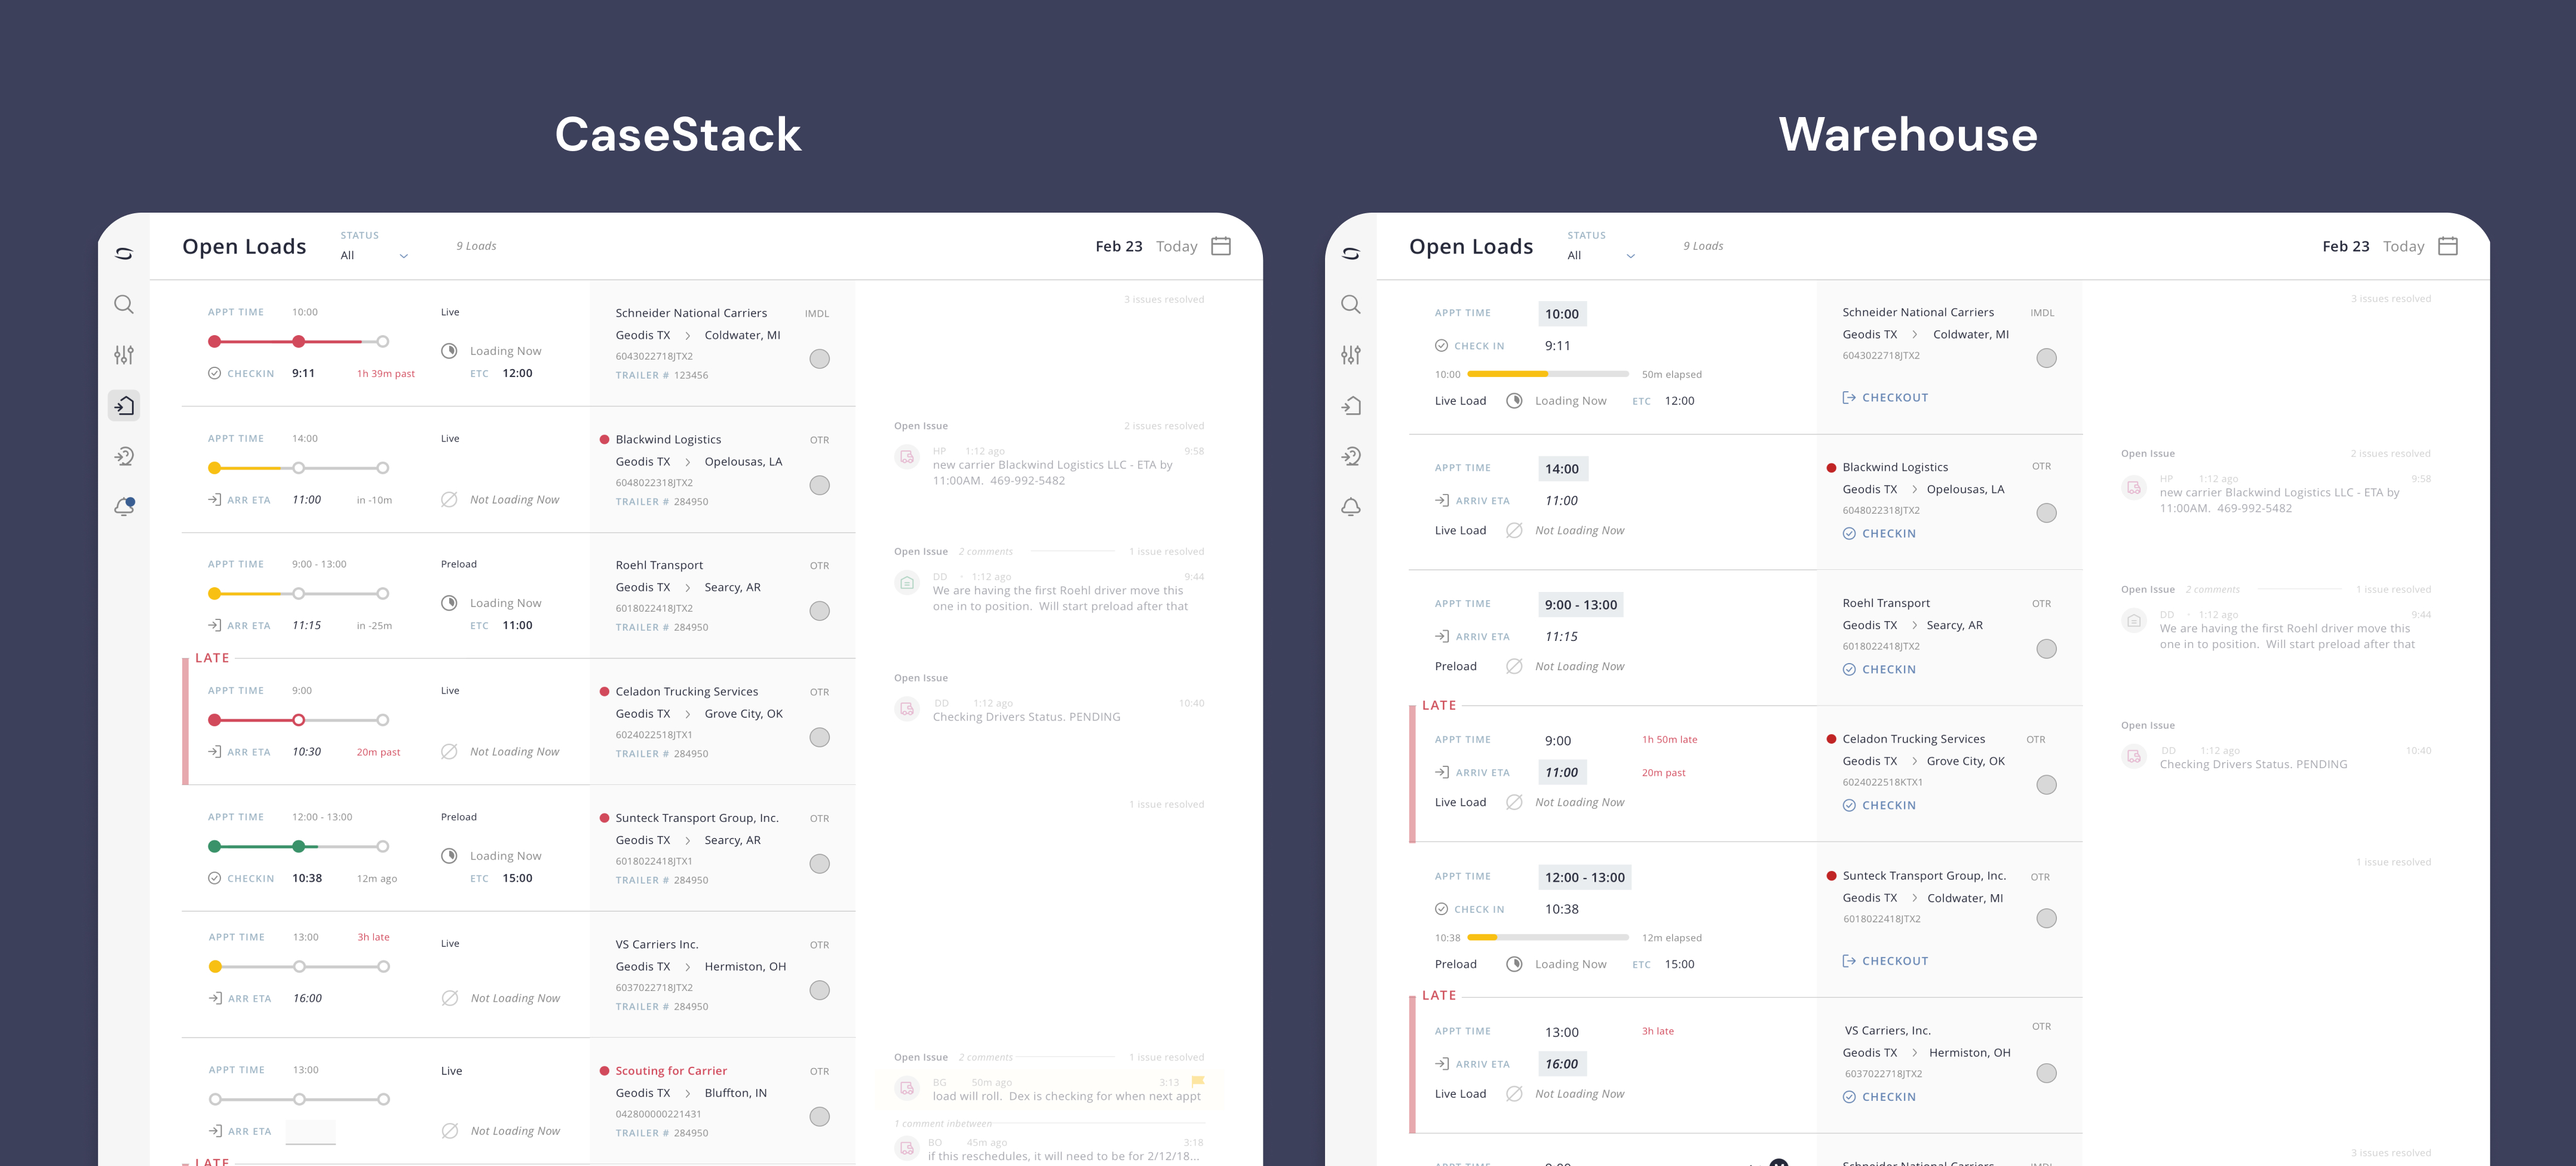 CaseStack
Open Loads
STATUS
All
9 Loads
Feb 23 Today
APPT TIME 10:00 Live
Loading Now
CHECKIN 9:11 1h 39m past ETC 12:00
Schneider National Carriers IMDL
Geodis TX > Coldwater, MI
6043022718JTX2
TRAILER # 123456
3 issues resolved
APPT TIME 14:00 Live
ARR ETA 11:00 in -10m Not Loading Now
Blackwind Logistics OTR
Geodis TX > Opelousas, LA
6048022318JTX2
TRAILER # 284950
Open Issue 2 issues resolved
HP 1:12 ago 9:58
new carrier Blackwind Logistics LLC - ETA by
11:00AM. 469-992-5482
APPT TIME 9:00 - 13:00 Preload
Loading Now
ARR ETA 11:15 in -25m ETC 11:00
Roehl Transport OTR
Geodis TX > Searcy, AR
6018022418JTX2
TRAILER # 284950
Open Issue 2 comments 1 issue resolved
DD · 1:12 ago 9:44
We are having the first Roehl driver move this
one in to position. Will start preload after that
LATE
APPT TIME 9:00 Live
ARR ETA 10:30 20m past Not Loading Now
Celadon Trucking Services OTR
Geodis TX > Grove City, OK
6024022518JTX1
TRAILER # 284950
Open Issue
DD 1:12 ago 10:40
Checking Drivers Status. PENDING
APPT TIME 12:00 - 13:00 Preload
Loading Now
CHECKIN 10:38 12m ago ETC 15:00
Sunteck Transport Group, Inc. OTR
Geodis TX > Searcy, AR
6018022418JTX1
TRAILER # 284950
1 issue resolved
APPT TIME 13:00 3h late Live
ARR ETA 16:00 Not Loading Now
VS Carriers Inc. OTR
Geodis TX > Hermiston, OH
6037022718JTX2
TRAILER # 284950
APPT TIME 13:00 Live
ARR ETA Not Loading Now
Scouting for Carrier OTR
Geodis TX > Bluffton, IN
042800000221431
TRAILER # 284950
Open Issue 2 comments 1 issue resolved
BG 50m ago 3:13
load will roll. Dex is checking for when next appt
1 comment inbetween
BO 45m ago 3:18
if this reschedules, it will need to be for 2/12/18...
LATE
Warehouse
Open Loads
STATUS
All
9 Loads
Feb 23 Today
APPT TIME 10:00
CHECK IN 9:11
10:00 50m elapsed
Live Load Loading Now ETC 12:00
Schneider National Carriers IMDL
Geodis TX > Coldwater, MI
6043022718JTX2
CHECKOUT
3 issues resolved
APPT TIME 14:00
ARRIV ETA 11:00
Live Load Not Loading Now
Blackwind Logistics OTR
Geodis TX > Opelousas, LA
6048022318JTX2
CHECKIN
Open Issue 2 issues resolved
HP 1:12 ago 9:58
new carrier Blackwind Logistics LLC - ETA by
11:00AM. 469-992-5482
APPT TIME 9:00 - 13:00
ARRIV ETA 11:15
Preload Not Loading Now
Roehl Transport OTR
Geodis TX > Searcy, AR
6018022418JTX2
CHECKIN
Open Issue 2 comments 1 issue resolved
DD · 1:12 ago 9:44
We are having the first Roehl driver move this
one in to position. Will start preload after that
LATE
APPT TIME 9:00 1h 50m late
ARRIV ETA 11:00 20m past
Live Load Not Loading Now
Celadon Trucking Services OTR
Geodis TX > Grove City, OK
6024022518KTX1
CHECKIN
Open Issue
DD 1:12 ago 10:40
Checking Drivers Status. PENDING
APPT TIME 12:00 - 13:00
CHECK IN 10:38
10:38 12m elapsed
Preload Loading Now ETC 15:00
Sunteck Transport Group, Inc. OTR
Geodis TX > Coldwater, MI
6018022418JTX2
CHECKOUT
1 issue resolved
LATE
APPT TIME 13:00 3h late
ARRIV ETA 16:00
Live Load Not Loading Now
VS Carriers, Inc. OTR
Geodis TX > Hermiston, OH
6037022718JTX2
CHECKIN
3 issues resolved